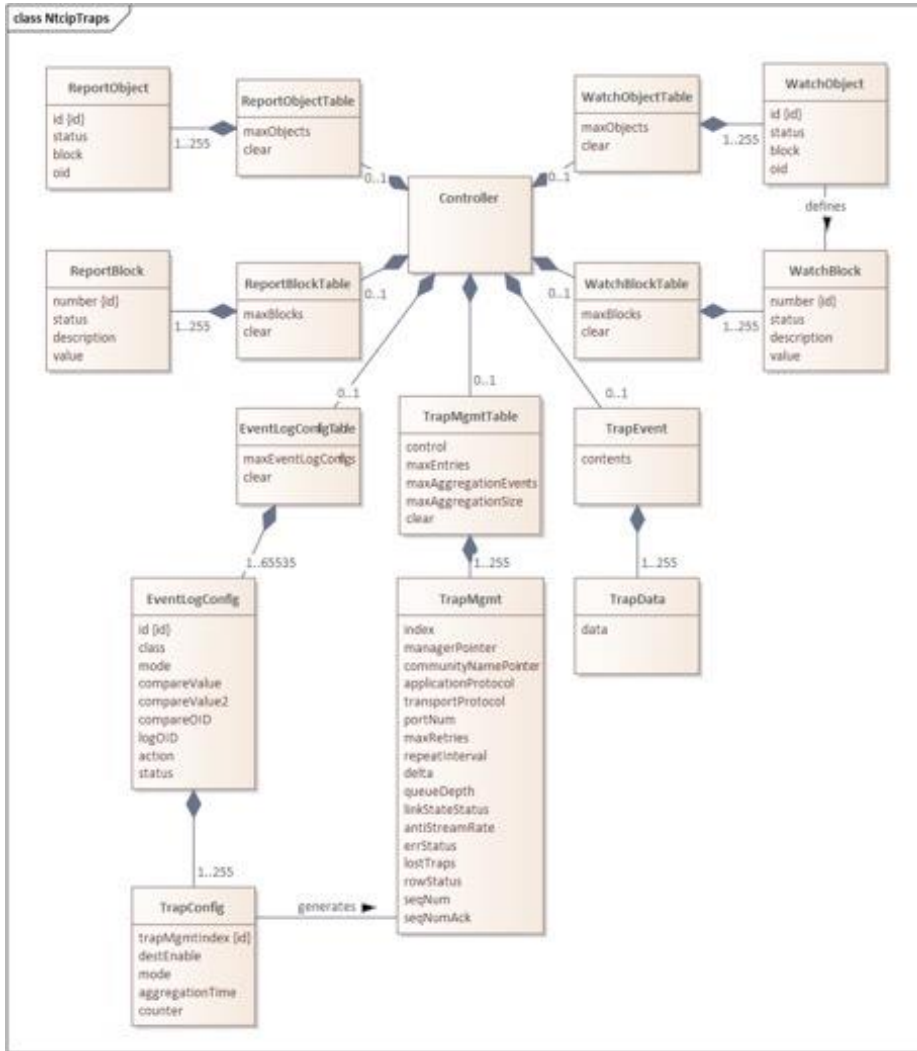 class NtcipTraps
ReportObject
id {id}
status
block
oid
1..255
ReportObjectTable
maxObjects
clear
0..1
Controller
WatchObjectTable
maxObjects
clear
0..1
1..255
WatchObject
id {id}
status
block
oid
defines
ReportBlock
number {id}
status
description
value
1..255
ReportBlockTable
maxBlocks
clear
0..1
WatchBlockTable
maxBlocks
clear
0..1
1..255
WatchBlock
number {id}
status
description
value
0..1
EventLogConfigTable
maxEventLogConfigs
clear
0..1
TrapMgmtTable
control
maxEntries
maxAggregationEvents
maxAggregationSize
clear
0..1
TrapEvent
contents
1..65535
EventLogConfig
id {id}
class
mode
compareValue
compareValue2
compareOID
logOID
action
status
1..255
TrapMgmt
index
managerPointer
communityNamePointer
applicationProtocol
transportProtocol
portNum
maxRetries
repeatInterval
delta
queueDepth
linkStateStatus
antiStreamRate
errStatus
lostTraps
rowStatus
seqNum
seqNumAck
1..255
TrapData
data
1..255
TrapConfig
trapMgmtIndex {id}
destEnable
mode
aggregationTime
counter
generates